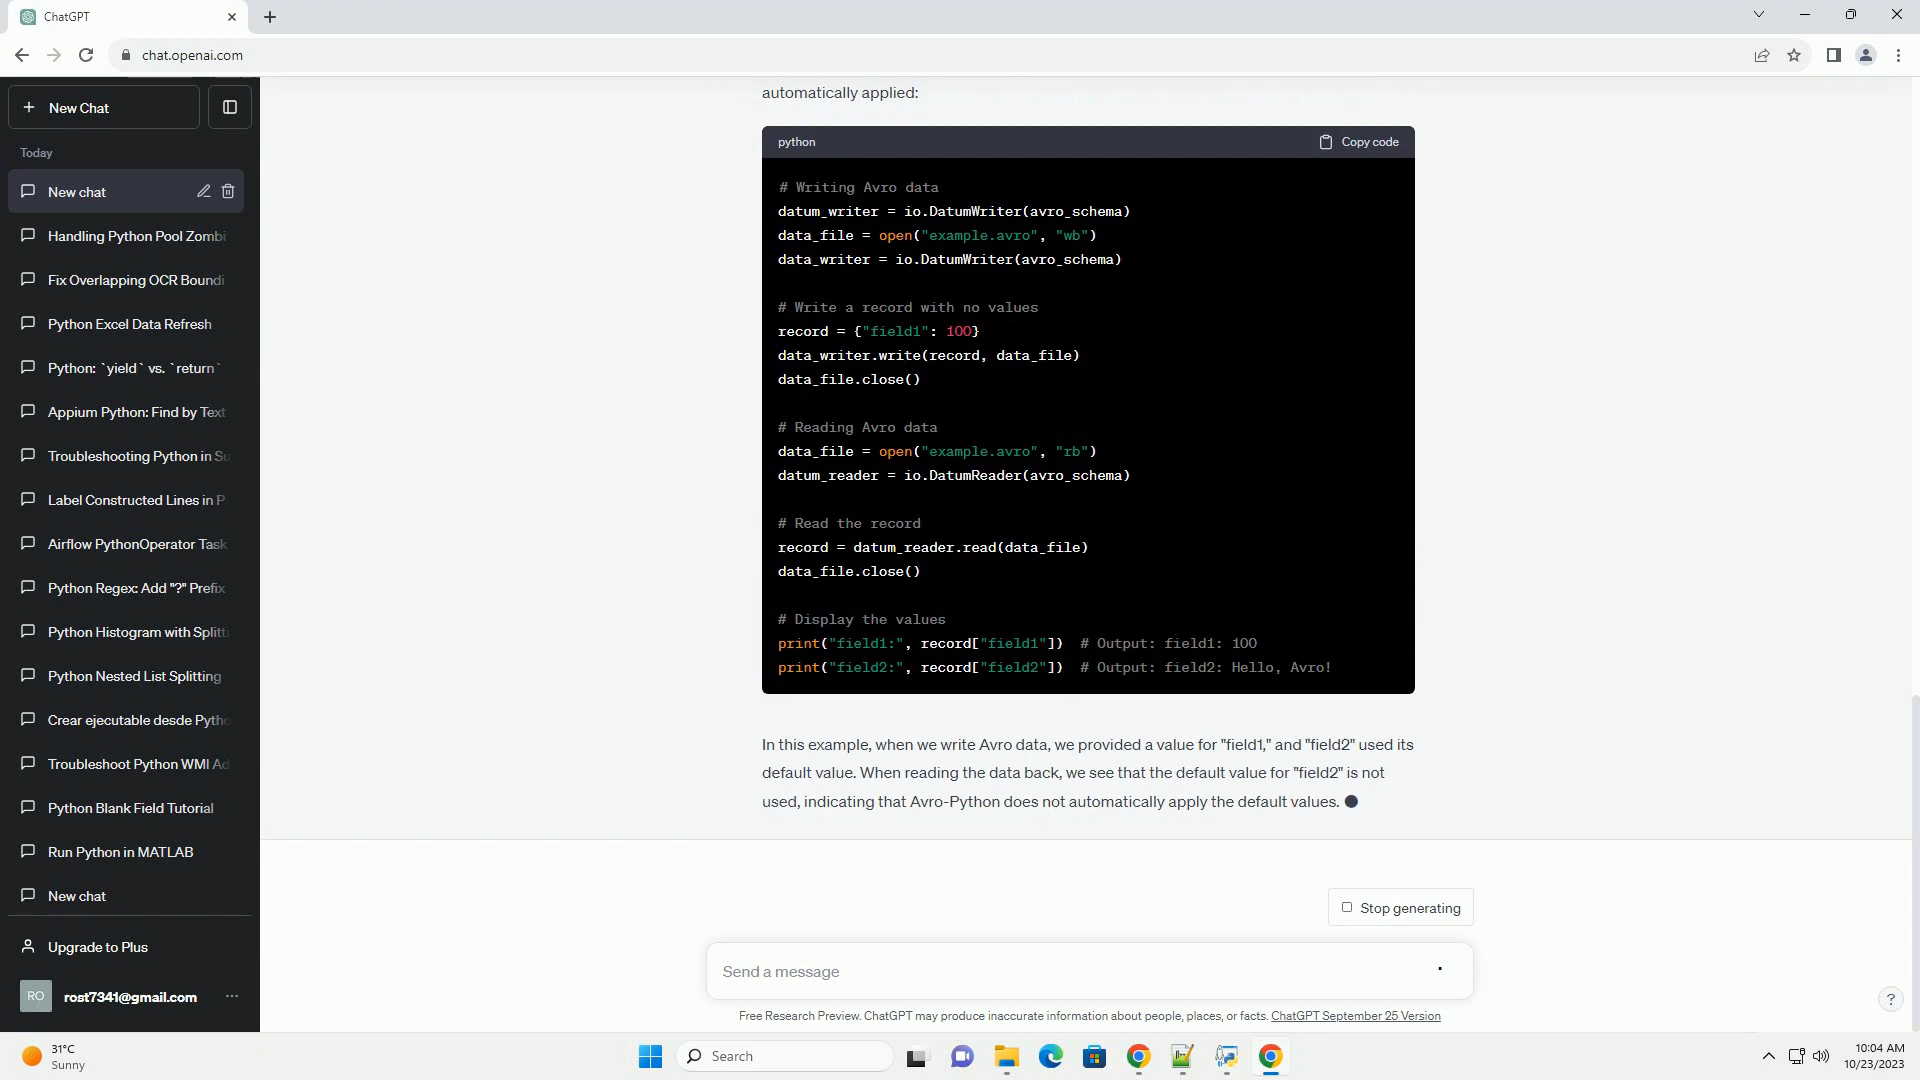 ChatGPT
chat.openai.com
New Chat
Today
New chat
Handling Python Pool Zombi
Fix Overlapping OCR Boundi
Python Excel Data Refresh
Python: `yield` vs. `return`
Appium Python: Find by Text
Troubleshooting Python in Su
Label Constructed Lines in P
Airflow PythonOperator Task
Python Regex: Add "?" Prefix
Python Histogram with Splitti
Python Nested List Splitting
Crear ejecutable desde Pytho
Troubleshoot Python WMI Ad
Python Blank Field Tutorial
Run Python in MATLAB
New chat
Upgrade to Plus
RO rost7341@gmail.com
automatically applied:
python Copy code
# Writing Avro data
datum_writer = io.DatumWriter(avro_schema)
data_file = open("example.avro", "wb")
data_writer = io.DatumWriter(avro_schema)
# Write a record with no values
record = {"field1": 100}
data_writer.write(record, data_file)
data_file.close()
# Reading Avro data
data_file = open("example.avro", "rb")
datum_reader = io.DatumReader(avro_schema)
# Read the record
record = datum_reader.read(data_file)
data_file.close()
# Display the values
print("field1:", record["field1"])  # Output: field1: 100
print("field2:", record["field2"])  # Output: field2: Hello, Avro!
In this example, when we write Avro data, we provided a value for "field1," and "field2" used its
default value. When reading the data back, we see that the default value for "field2" is not
used, indicating that Avro-Python does not automatically apply the default values.
Stop generating
Send a message
Free Research Preview. ChatGPT may produce inaccurate information about people, places, or facts. ChatGPT September 25 Version
?
31°C
Sunny
Search
10:04 AM
10/23/2023